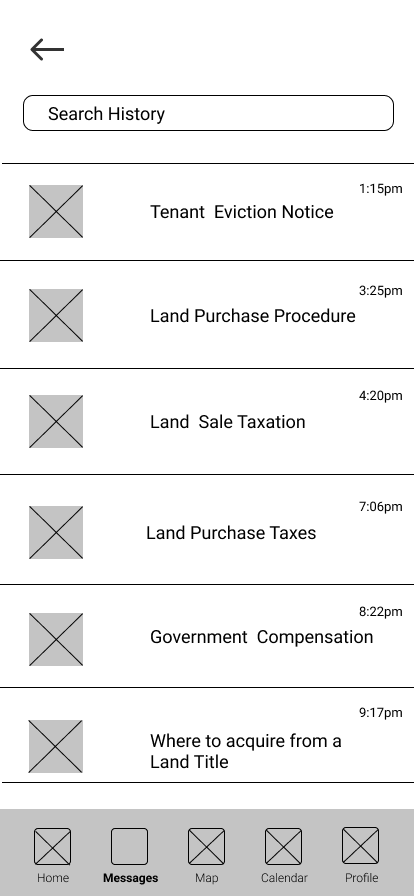 Search History
1:15pm
Tenant Eviction Notice
3:25pm
Land Purchase Procedure
4:20pm
Land Sale Taxation
7:06pm
Land Purchase Taxes
8:22pm
Government Compensation
9:17pm
Where to acquire from a
Land Title
Home Messages Map Calendar Profile